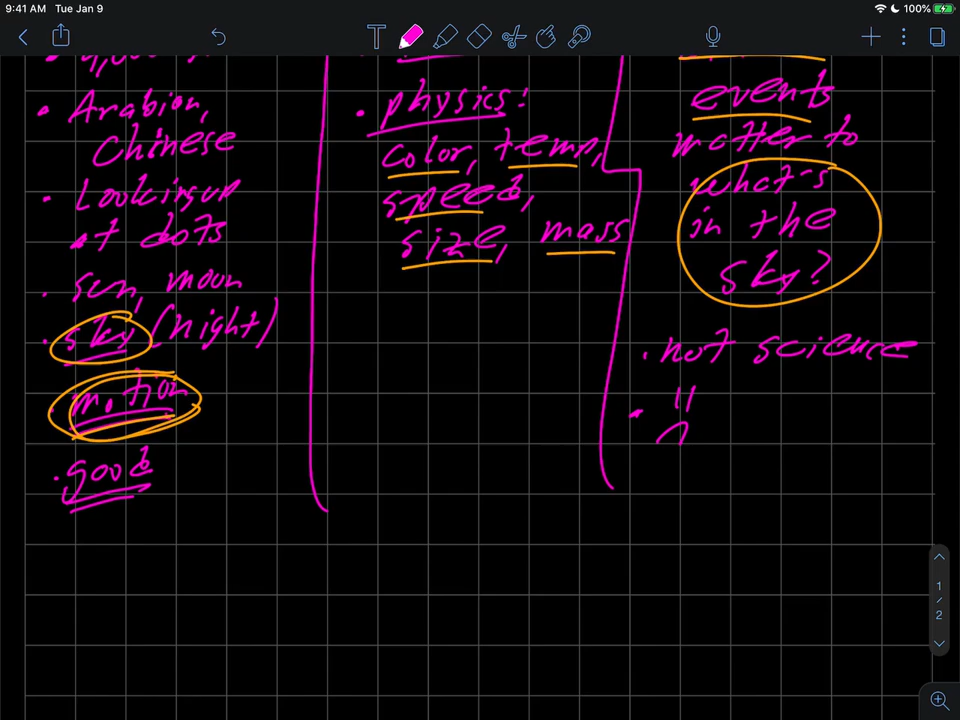 9:41 AM Tue Jan 9
100%
• Arabian,
Chinese
• Looking up
at dots
• sun, moon
• sky (night)
• motion
• good
• physics:
color, temp,
speed,
size, mass
events
matter to
what's
in the
sky?
• not science
•
1
/
2